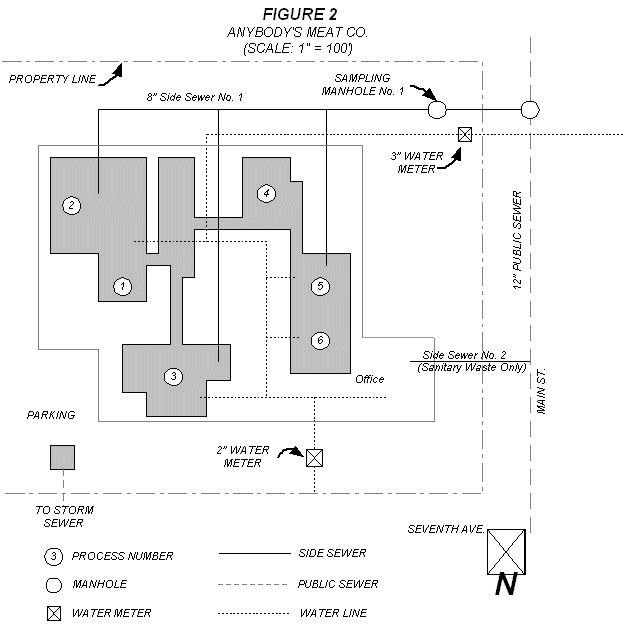 FIGURE 2
ANYBODY'S MEAT CO.
(SCALE: 1" = 100')
PROPERTY LINE
8" Side Sewer No. 1
SAMPLING
MANHOLE No. 1
3" WATER
METER
2
4
1
5
6
3
12" PUBLIC SEWER
Side Sewer No. 2
(Sanitary Waste Only)
Office
MAIN ST.
PARKING
2" WATER
METER
TO STORM
SEWER
SEVENTH AVE.
N
3 PROCESS NUMBER
SIDE SEWER
MANHOLE
PUBLIC SEWER
WATER METER
WATER LINE